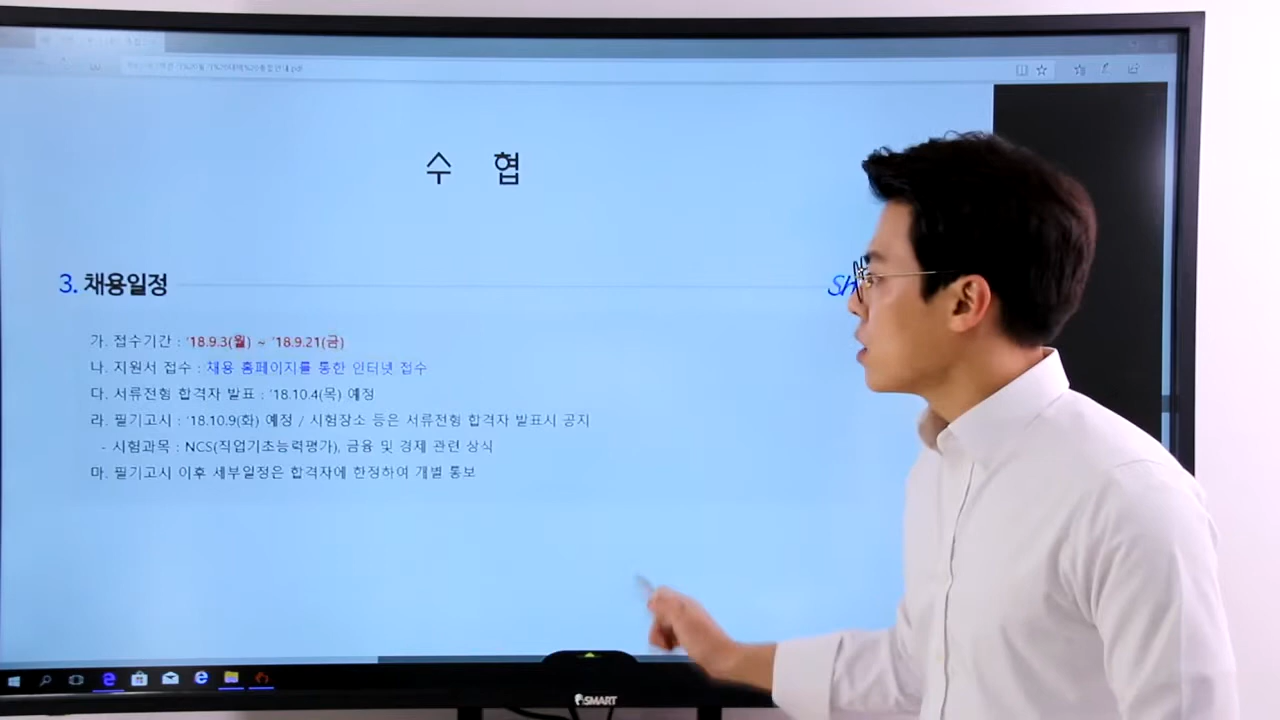 수 협
3. 채용일정
SH
가. 접수기간 : '18.9.3(월) ~ '18.9.21(금)
나. 지원서 접수 : 채용 홈페이지를 통한 인터넷 접수
다. 서류전형 합격자 발표 : '18.10.4(목) 예정
라. 필기고시 : '18.10.9(화) 예정 / 시험장소 등은 서류전형 합격자 발표시 공지
- 시험과목 : NCS(직업기초능력평가), 금융 및 경제 관련 상식
마. 필기고시 이후 세부일정은 합격자에 한정하여 개별 통보
SMART